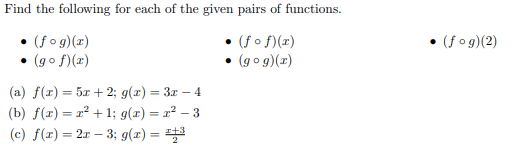 Find the following for each of the given pairs of functions.
• (f ∘ g)(x) • (f ∘ f)(x) • (f ∘ g)(2)
• (g ∘ f)(x) • (g ∘ g)(x)
(a) f(x) = 5x + 2; g(x) = 3x − 4
(b) f(x) = x² + 1; g(x) = x² − 3
(c) f(x) = 2x − 3; g(x) = (x+3)/2